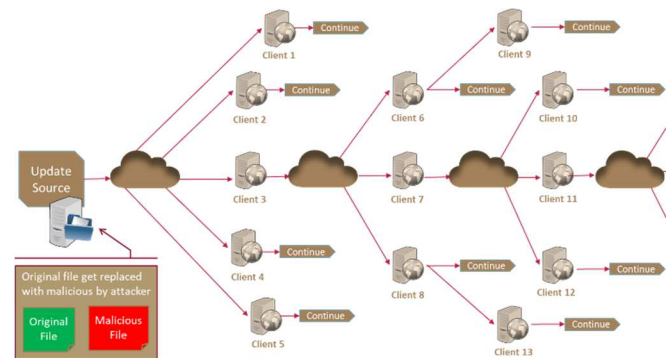 Client 1
Continue
Client 2
Continue
Client 3
Client 4
Continue
Client 5
Continue
Client 6
Continue
Client 7
Client 8
Continue
Client 9
Continue
Client 10
Continue
Client 11
Client 12
Continue
Client 13
Continue
Update
Source
Original file get replaced
with malicious by attacker
Original
File
Malicious
File